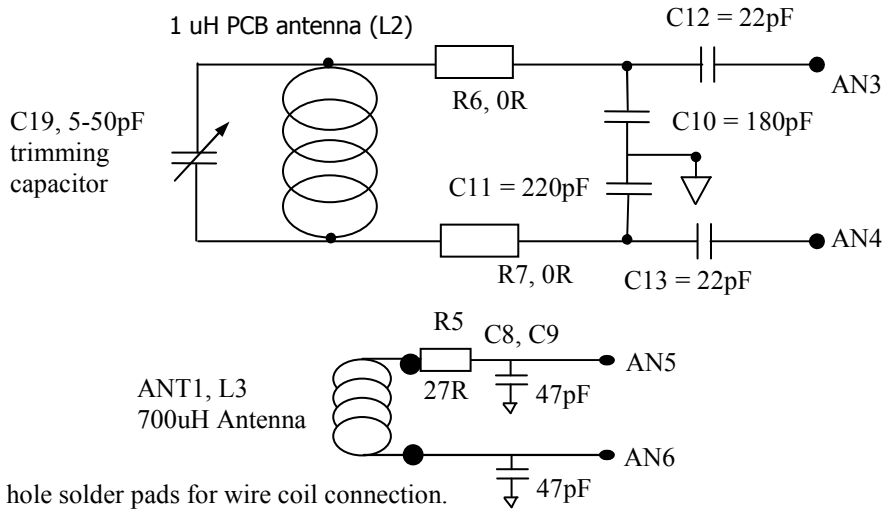 1 uH PCB antenna (L2)
C12 = 22pF
R6, 0R
AN3
C19, 5-50pF
trimming
capacitor
C10 = 180pF
C11 = 220pF
R7, 0R
AN4
C13 = 22pF
R5
C8, C9
AN5
27R
47pF
ANT1, L3
700uH Antenna
AN6
47pF
hole solder pads for wire coil connection.